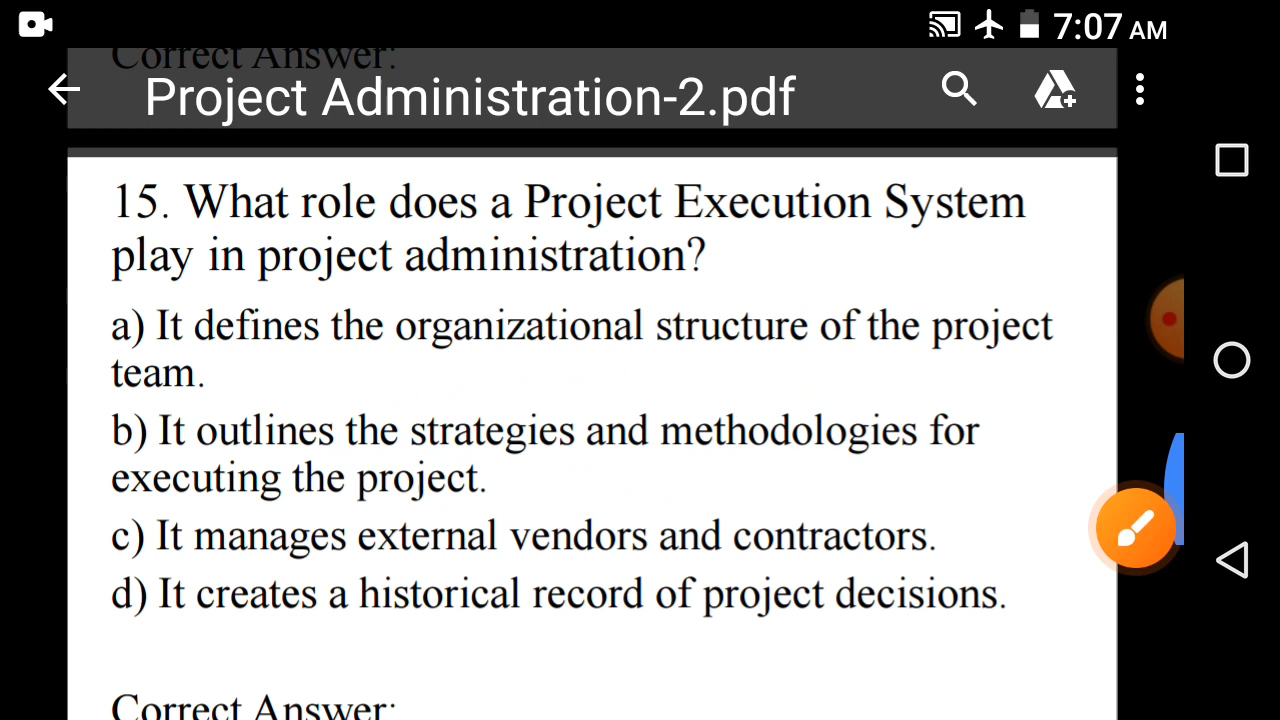 7:07 AM
Correct Answer:
Project Administration-2.pdf
15. What role does a Project Execution System
play in project administration?
a) It defines the organizational structure of the project
team.
b) It outlines the strategies and methodologies for
executing the project.
c) It manages external vendors and contractors.
d) It creates a historical record of project decisions.
Correct Answer: